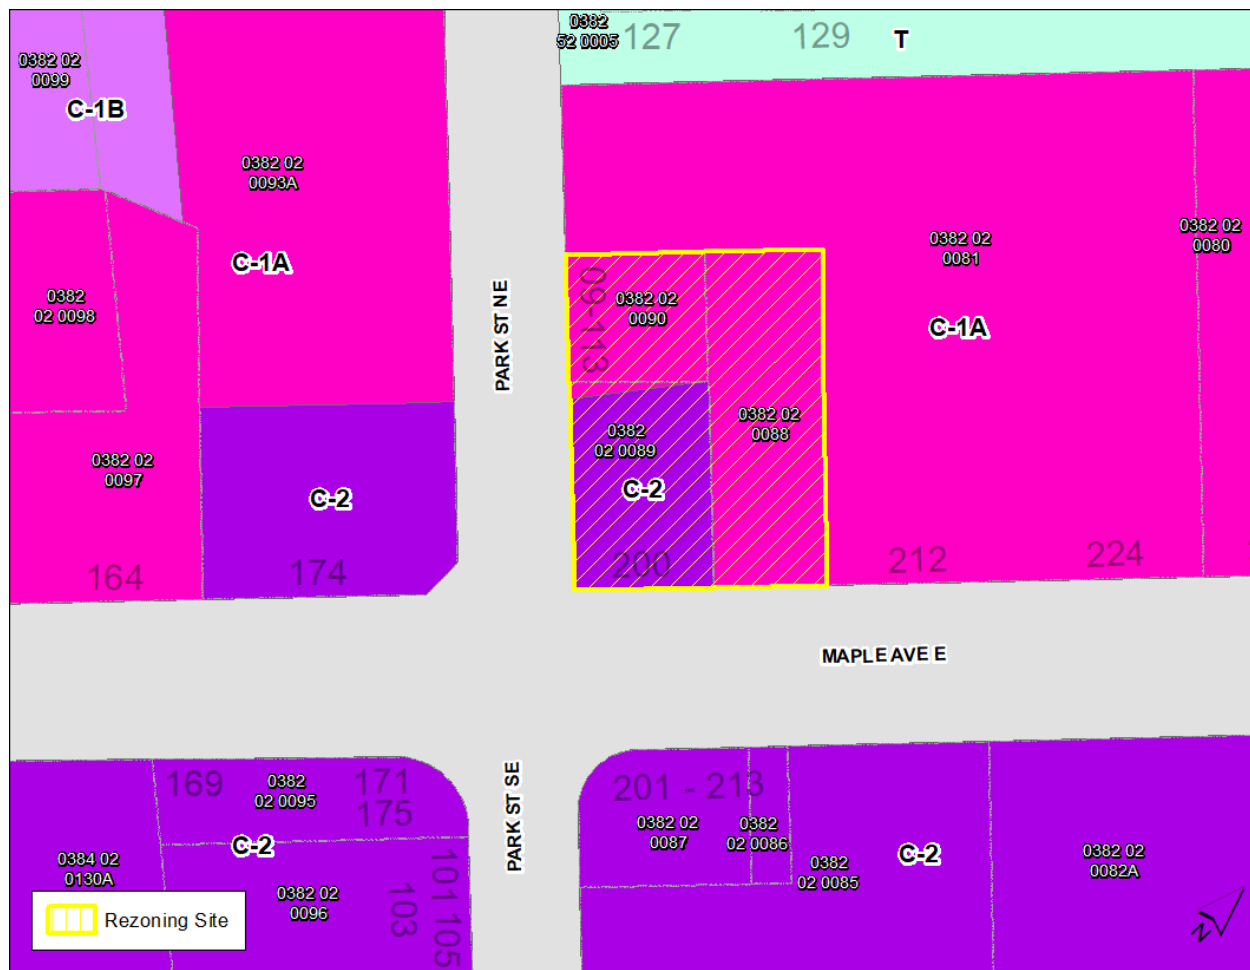 0382
52 0005
127
129
T
0382 02
0099
C-1B
0382 02
0093A
C-1A
0382 02
0080
0382 02
0081
C-1A
0382
02 0098
PARK ST NE
09-113
0382 02
0090
0382 02
0088
0382
02 0089
C-2
200
0382 02
0097
C-2
164
174
212
224
MAPLE AVE E
169
0382
02 0095
171
175
C-2
0384 02
0130A
0382 02
0096
103
101 105
PARK ST SE
201 - 213
0382 02
0087
0382
02 0086
0382
02 0085
C-2
0382 02
0082A
Rezoning Site
N